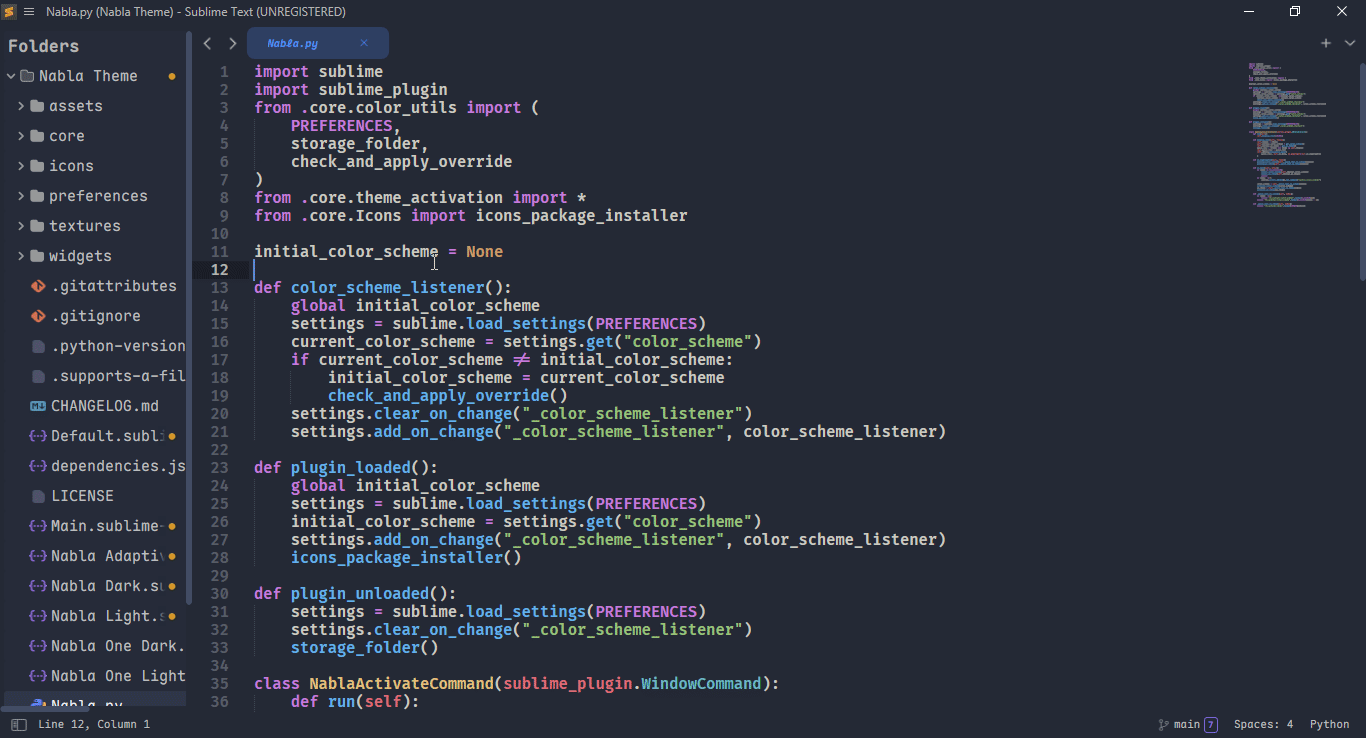 Nabla.py (Nabla Theme) - Sublime Text (UNREGISTERED)
Folders
Nabla Theme
assets
core
icons
preferences
textures
widgets
.gitattributes
.gitignore
.python-version
.supports-a-fil
CHANGELOG.md
Default.subli
dependencies.js
LICENSE
Main.sublime-
Nabla Adaptiv
Nabla Dark.su
Nabla Light.s
Nabla One Dark.
Nabla One Light
Nabla.py
Nabla.py
1 import sublime
2 import sublime_plugin
3 from .core.color_utils import (
4     PREFERENCES,
5     storage_folder,
6     check_and_apply_override
7 )
8 from .core.theme_activation import *
9 from .core.Icons import icons_package_installer
10
11 initial_color_scheme = None
12
13 def color_scheme_listener():
14     global initial_color_scheme
15     settings = sublime.load_settings(PREFERENCES)
16     current_color_scheme = settings.get("color_scheme")
17     if current_color_scheme ≠ initial_color_scheme:
18         initial_color_scheme = current_color_scheme
19         check_and_apply_override()
20     settings.clear_on_change("_color_scheme_listener")
21     settings.add_on_change("_color_scheme_listener", color_scheme_listener)
22
23 def plugin_loaded():
24     global initial_color_scheme
25     settings = sublime.load_settings(PREFERENCES)
26     initial_color_scheme = settings.get("color_scheme")
27     settings.add_on_change("_color_scheme_listener", color_scheme_listener)
28     icons_package_installer()
29
30 def plugin_unloaded():
31     settings = sublime.load_settings(PREFERENCES)
32     settings.clear_on_change("_color_scheme_listener")
33     storage_folder()
34
35 class NablaActivateCommand(sublime_plugin.WindowCommand):
36     def run(self):
Line 12, Column 1
main 7
Spaces: 4
Python